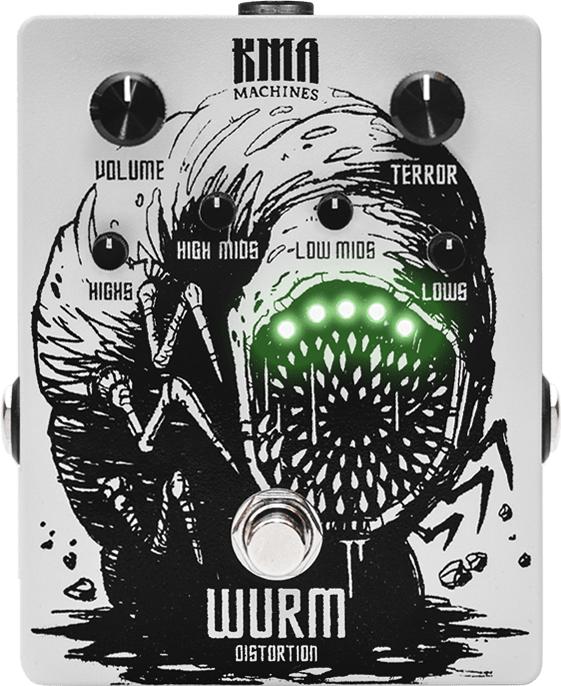 KMA
MACHINES
VOLUME
TERROR
HIGH MIDS
LOW MIDS
HIGHS
LOWS
WURM
DISTORTION